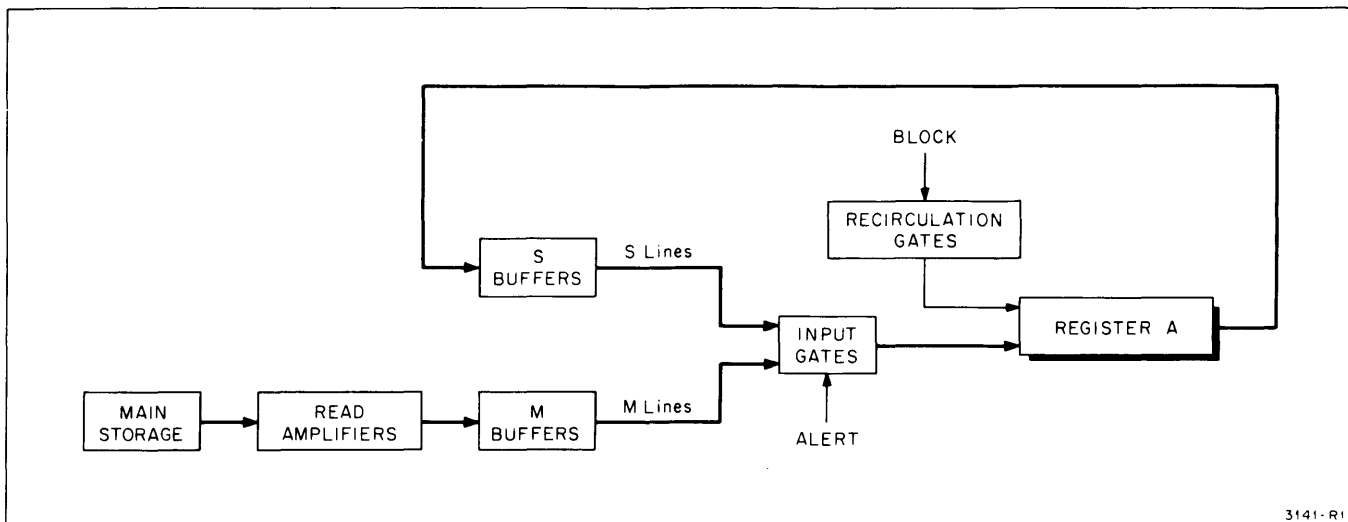 BLOCK
RECIRCULATION
GATES
S
BUFFERS
S Lines
INPUT
GATES
REGISTER A
MAIN
STORAGE
READ
AMPLIFIERS
M
BUFFERS
M Lines
ALERT
3141-R1